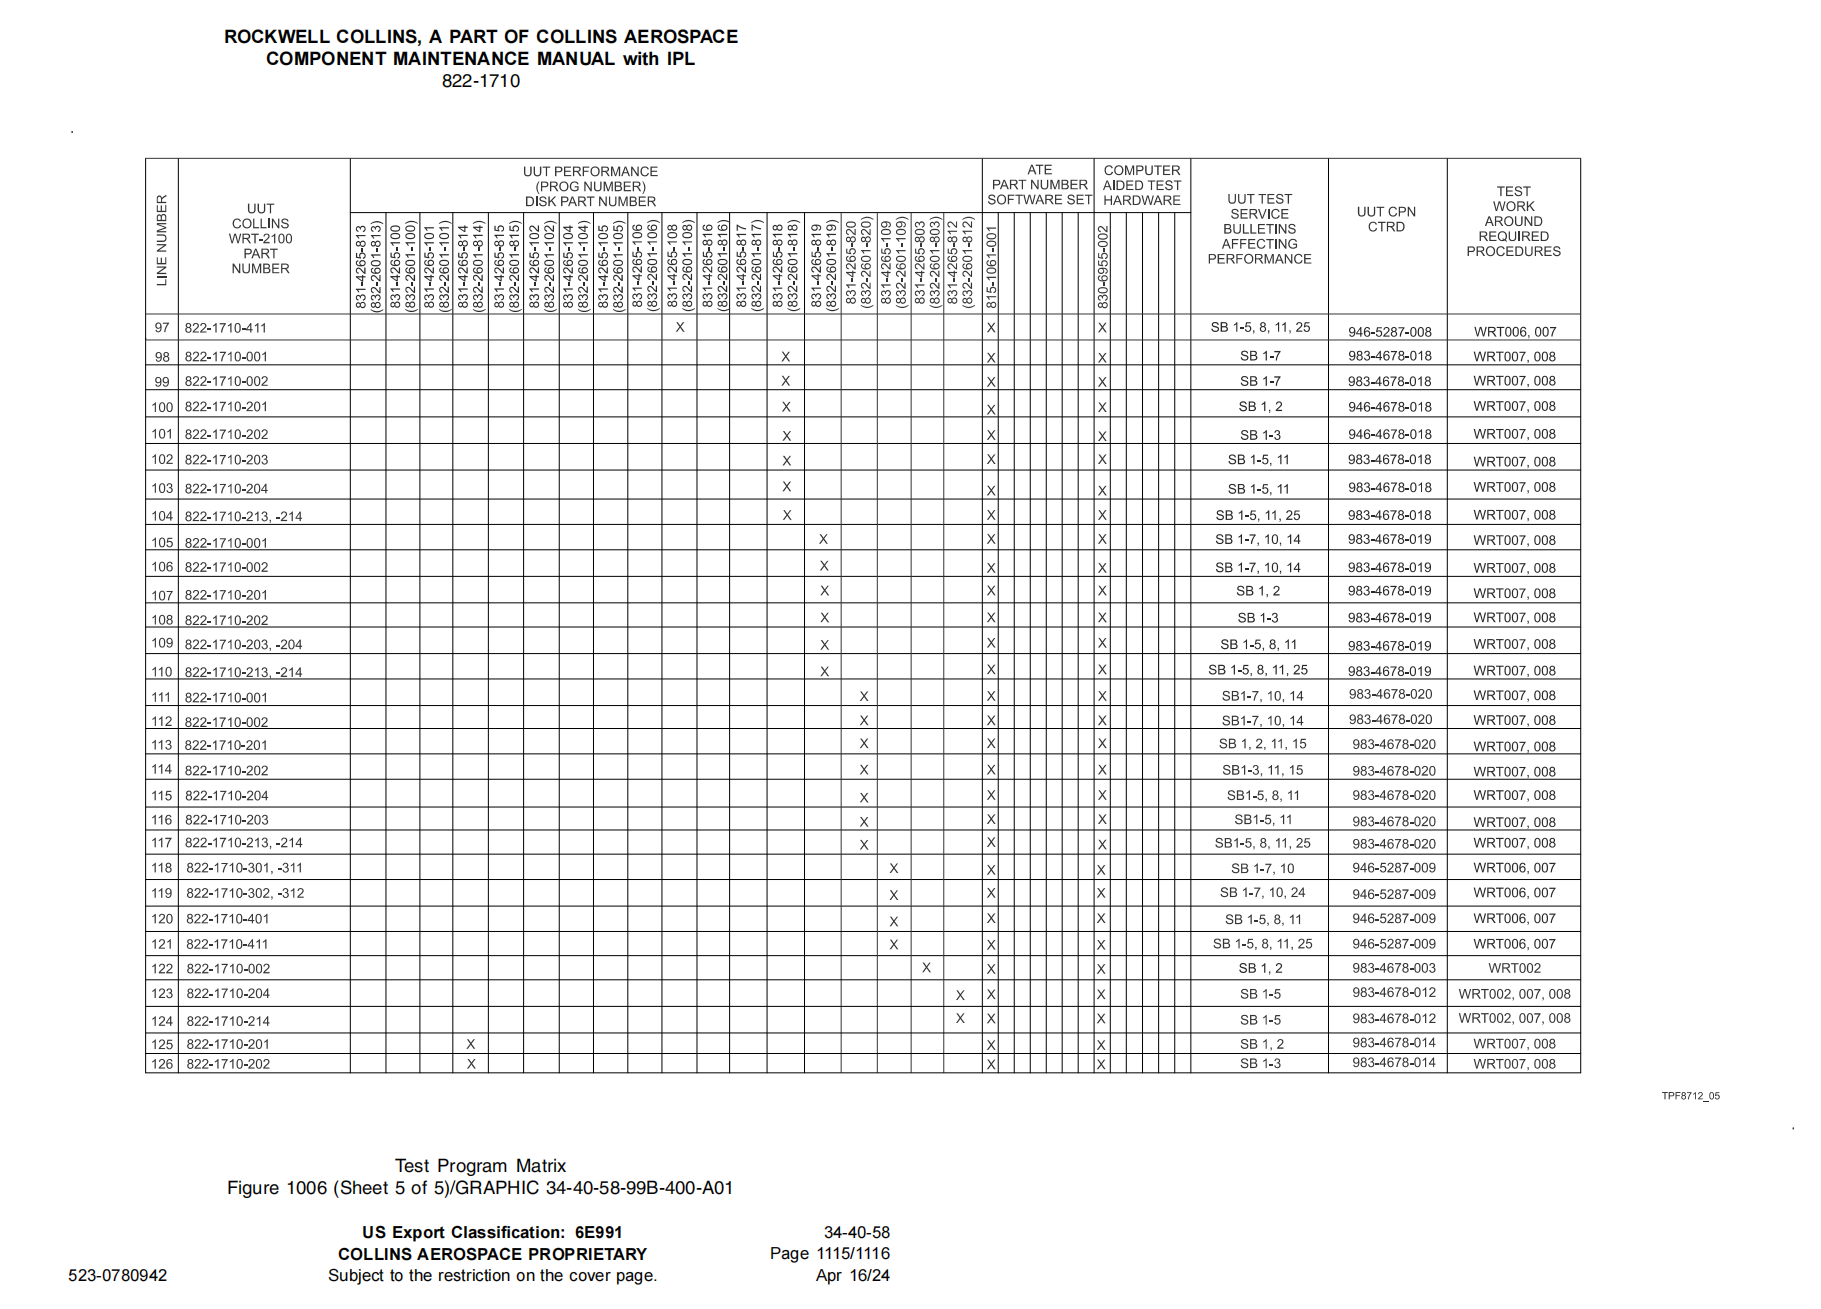 ROCKWELL COLLINS, A PART OF COLLINS AEROSPACE
COMPONENT MAINTENANCE MANUAL with IPL
822-1710
LINE NUMBER
UUT
COLLINS
WRT-2100
PART
NUMBER
UUT PERFORMANCE
(PROG NUMBER)
DISK PART NUMBER
ATE
PART NUMBER
SOFTWARE SET
COMPUTER
AIDED TEST
HARDWARE
UUT TEST
SERVICE
BULLETINS
AFFECTING
PERFORMANCE
UUT CPN
CTRD
TEST
WORK
AROUND
REQUIRED
PROCEDURES
831-4265-813
(832-2601-813)
831-4265-100
(832-2601-100)
831-4265-101
(832-2601-101)
831-4265-814
(832-2601-814)
831-4265-815
(832-2601-815)
831-4265-102
(832-2601-102)
831-4265-104
(832-2601-104)
831-4265-105
(832-2601-105)
831-4265-106
(832-2601-106)
831-4265-108
(832-2601-108)
831-4265-816
(832-2601-816)
831-4265-817
(832-2601-817)
831-4265-818
(832-2601-818)
831-4265-819
(832-2601-819)
831-4265-820
(832-2601-820)
831-4265-109
(832-2601-109)
831-4265-803
(832-2601-803)
831-4265-812
(832-2601-812)
815-1061-001
830-6955-002
97 822-1710-411 X X X SB 1-5, 8, 11, 25 946-5287-008 WRT006, 007
98 822-1710-001 X X X SB 1-7 983-4678-018 WRT007, 008
99 822-1710-002 X X X SB 1-7 983-4678-018 WRT007, 008
100 822-1710-201 X X X SB 1, 2 946-4678-018 WRT007, 008
101 822-1710-202 X X X SB 1-3 946-4678-018 WRT007, 008
102 822-1710-203 X X X SB 1-5, 11 983-4678-018 WRT007, 008
103 822-1710-204 X X X SB 1-5, 11 983-4678-018 WRT007, 008
104 822-1710-213, -214 X X X SB 1-5, 11, 25 983-4678-018 WRT007, 008
105 822-1710-001 X X X SB 1-7, 10, 14 983-4678-019 WRT007, 008
106 822-1710-002 X X X SB 1-7, 10, 14 983-4678-019 WRT007, 008
107 822-1710-201 X X X SB 1, 2 983-4678-019 WRT007, 008
108 822-1710-202 X X X SB 1-3 983-4678-019 WRT007, 008
109 822-1710-203, -204 X X X SB 1-5, 8, 11 983-4678-019 WRT007, 008
110 822-1710-213, -214 X X X SB 1-5, 8, 11, 25 983-4678-019 WRT007, 008
111 822-1710-001 X X X SB1-7, 10, 14 983-4678-020 WRT007, 008
112 822-1710-002 X X X SB1-7, 10, 14 983-4678-020 WRT007, 008
113 822-1710-201 X X X SB 1, 2, 11, 15 983-4678-020 WRT007, 008
114 822-1710-202 X X X SB1-3, 11, 15 983-4678-020 WRT007, 008
115 822-1710-204 X X X SB1-5, 8, 11 983-4678-020 WRT007, 008
116 822-1710-203 X X X SB1-5, 11 983-4678-020 WRT007, 008
117 822-1710-213, -214 X X X SB1-5, 8, 11, 25 983-4678-020 WRT007, 008
118 822-1710-301, -311 X X X SB 1-7, 10 946-5287-009 WRT006, 007
119 822-1710-302, -312 X X X SB 1-7, 10, 24 946-5287-009 WRT006, 007
120 822-1710-401 X X X SB 1-5, 8, 11 946-5287-009 WRT006, 007
121 822-1710-411 X X X SB 1-5, 8, 11, 25 946-5287-009 WRT006, 007
122 822-1710-002 X X X SB 1, 2 983-4678-003 WRT002
123 822-1710-204 X X X SB 1-5 983-4678-012 WRT002, 007, 008
124 822-1710-214 X X X SB 1-5 983-4678-012 WRT002, 007, 008
125 822-1710-201 X X X SB 1, 2 983-4678-014 WRT007, 008
126 822-1710-202 X X X SB 1-3 983-4678-014 WRT007, 008
TPF8712_05
Test Program Matrix
Figure 1006 (Sheet 5 of 5)/GRAPHIC 34-40-58-99B-400-A01
US Export Classification: 6E991 34-40-58
COLLINS AEROSPACE PROPRIETARY Page 1115/1116
523-0780942 Subject to the restriction on the cover page. Apr 16/24